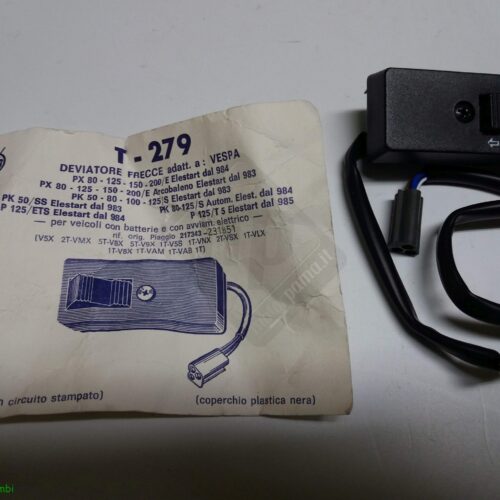 T - 279
DEVIATORE FRECCE adatt. a : VESPA
PX 80 - 125 - 150 - 200/E Elestart dal 984
PX 80 - 125 - 150 - 200/E Arcobaleno Elestart dal 983
PK 50 - 80 - 100 - 125/S Elestart dal 983
PK 50/SS Elestart dal 983 PK 80-125/S Autom. Elest. dal 984
P 125/ETS Elestart dal 984 P 125/T5 Elestart dal 985
— per veicoli con batterie e con avviam. elettrico —
rif. orig. Piaggio 217343-231851
(VSX 2T-VMX 5T-V8X 5T-V9X 1T-V5S 1T-VNX 2T-VBX 1T-VLX
1T-V8X 1T-VAM 1T-VAB 1T)
circuito stampato) (coperchio plastica nera)